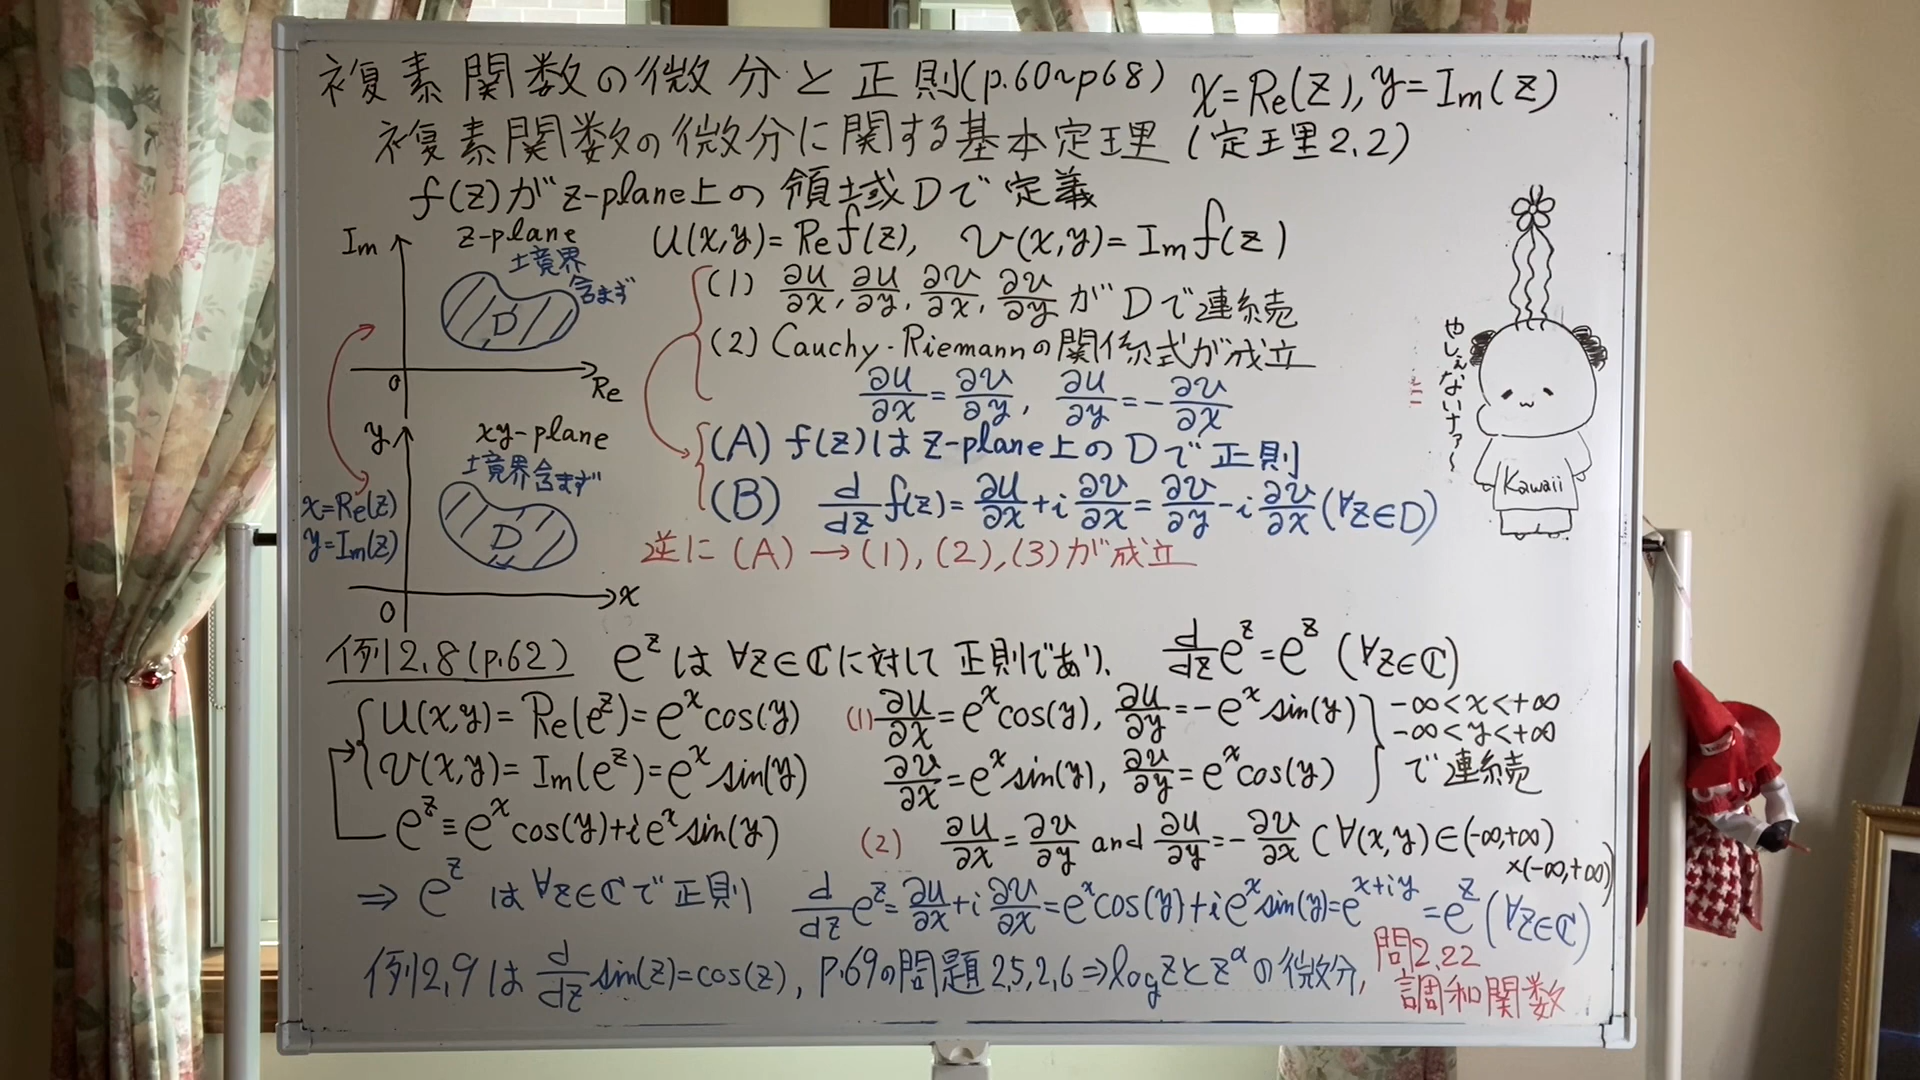 複素関数の微分と正則(p.60~p68) x=Re(z), y=Im(z)
複素関数の微分に関する基本定理(定理2.2)
f(z)がz-plane上の領域Dで定義
u(x,y)=Re f(z), v(x,y)=Im f(z)
Im
z-plane
境界
含まず
D
0
Re
(1) ∂u/∂x, ∂u/∂y, ∂v/∂x, ∂v/∂y がDで連続
(2) Cauchy-Riemannの関係式が成立
∂u/∂x=∂v/∂y, ∂u/∂y=-∂v/∂x
y
xy-plane
境界含まず
D
x=Re(z)
y=Im(z)
0
x
(A) f(z)はz-plane上のDで正則
(B) d/dz f(z)=∂u/∂x+i ∂v/∂x=∂v/∂y-i ∂v/∂x (∀z∈D)
逆に(A)→(1),(2),(3)が成立
やしぇないナァ〜
Kawaii
例2.8(p.62) e^z は ∀z∈ℂに対して正則であり、 d/dz e^z=e^z (∀z∈ℂ)
u(x,y)=Re(e^z)=e^x cos(y)
v(x,y)=Im(e^z)=e^x sin(y)
e^z≡e^x cos(y)+i e^x sin(y)
(1) ∂u/∂x=e^x cos(y), ∂u/∂y=-e^x sin(y)
∂v/∂x=e^x sin(y), ∂v/∂y=e^x cos(y)
-∞<x<+∞
-∞<y<+∞
で連続
(2) ∂u/∂x=∂v/∂y and ∂u/∂y=-∂v/∂x (∀(x,y)∈(-∞,+∞)
×(-∞,+∞))
⇒ e^z は ∀z∈ℂで正則 d/dz e^z=∂u/∂x+i ∂v/∂x=e^x cos(y)+i e^x sin(y)=e^{x+iy}=e^z (∀z∈ℂ)
例2.9は d/dz sin(z)=cos(z), p.69の問題2.5,2.6⇒log zとz^αの微分,
問2.22
調和関数